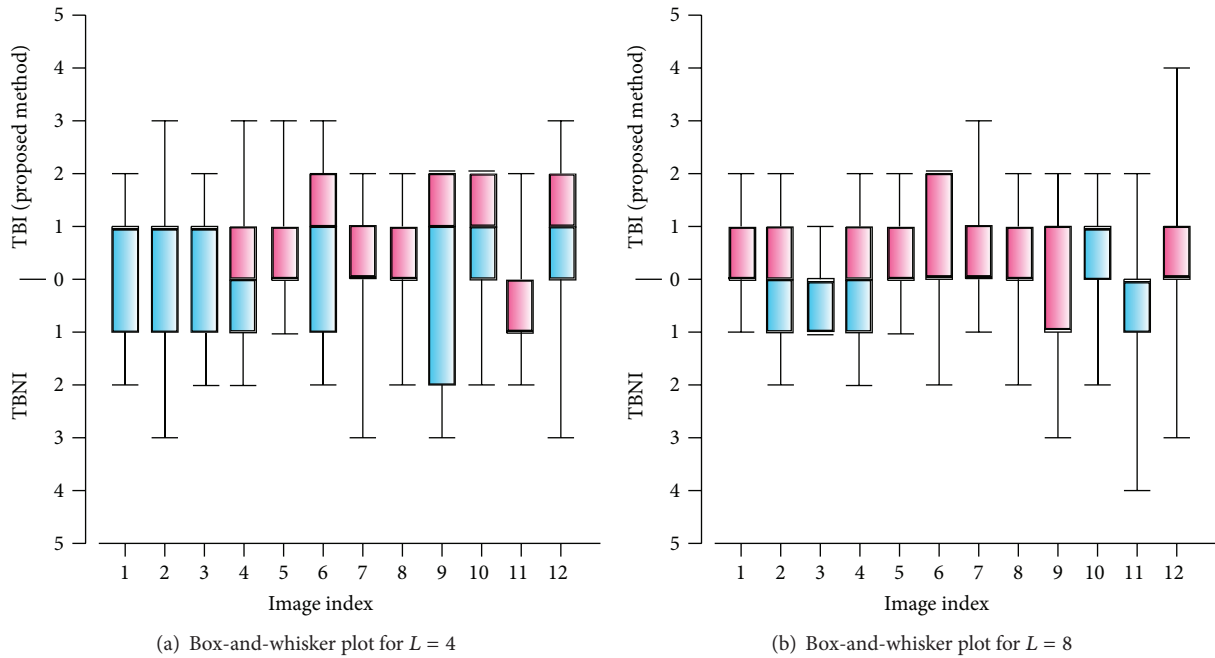 5
4
3
2
1
0
1
2
3
4
5
TBI (proposed method)
TBNI
1 2 3 4 5 6 7 8 9 10 11 12
Image index
(a) Box-and-whisker plot for L = 4
5
4
3
2
1
0
1
2
3
4
5
TBI (proposed method)
TBNI
1 2 3 4 5 6 7 8 9 10 11 12
Image index
(b) Box-and-whisker plot for L = 8